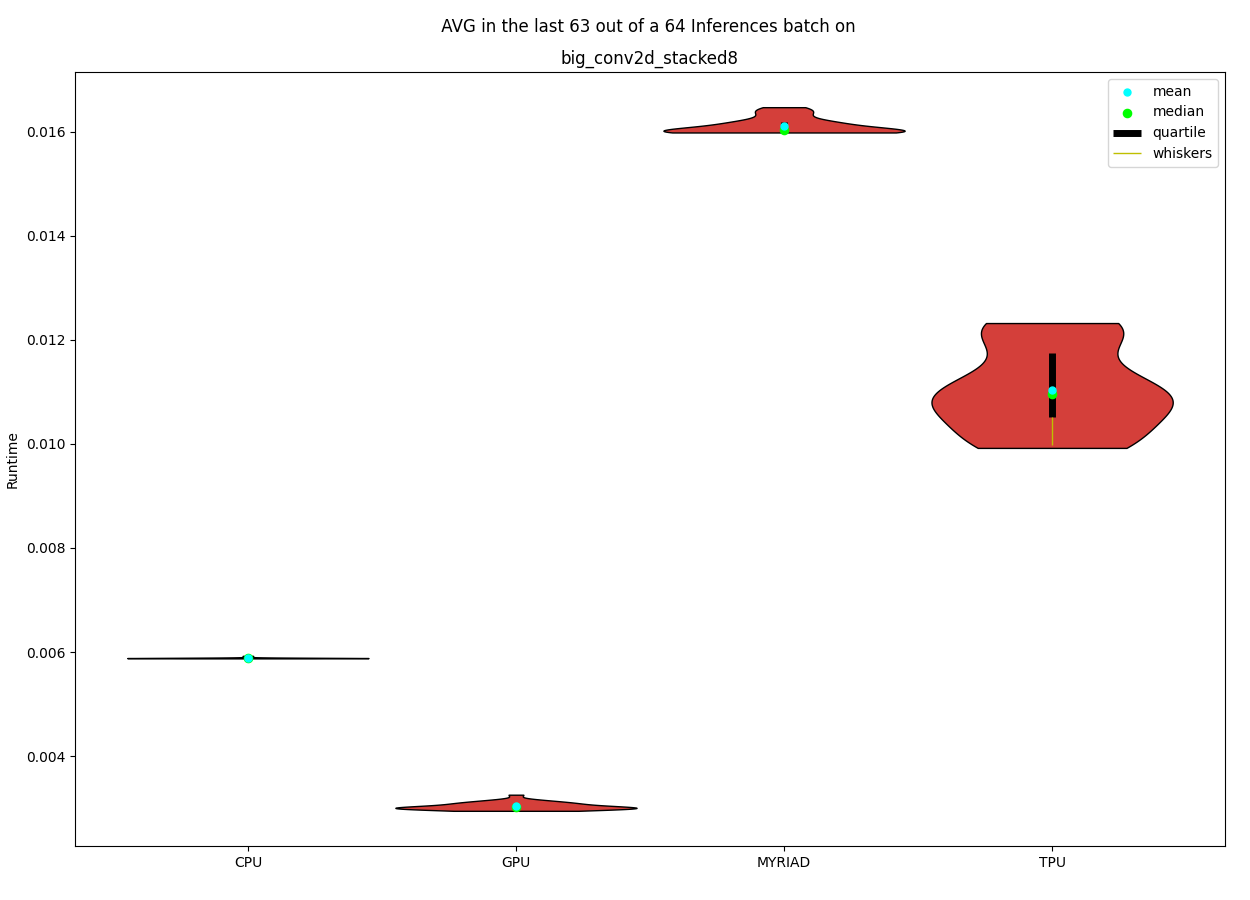 AVG in the last 63 out of a 64 Inferences batch on
big_conv2d_stacked8
mean
median
quartile
whiskers
0.016
0.014
0.012
0.010
0.008
0.006
0.004
Runtime
CPU
GPU
MYRIAD
TPU